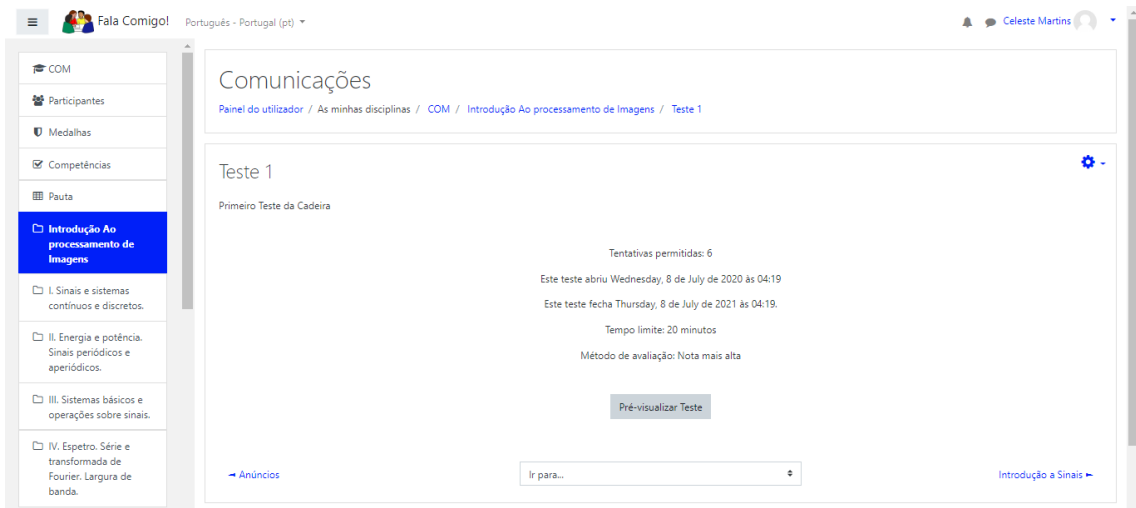 Fala Comigo!
Português - Portugal (pt)
Celeste Martins
COM
Participantes
Medalhas
Competências
Pauta
Introdução Ao
processamento de
Imagens
I. Sinais e sistemas
contínuos e discretos.
II. Energia e potência.
Sinais periódicos e
aperiódicos.
III. Sistemas básicos e
operações sobre sinais.
IV. Espetro. Série e
transformada de
Fourier. Largura de
banda.
Comunicações
Painel do utilizador / As minhas disciplinas / COM / Introdução Ao processamento de Imagens / Teste 1
Teste 1
Primeiro Teste da Cadeira
Tentativas permitidas: 6
Este teste abriu Wednesday, 8 de July de 2020 às 04:19
Este teste fecha Thursday, 8 de July de 2021 às 04:19.
Tempo limite: 20 minutos
Método de avaliação: Nota mais alta
Pré-visualizar Teste
◄ Anúncios
Ir para...
Introdução a Sinais ►